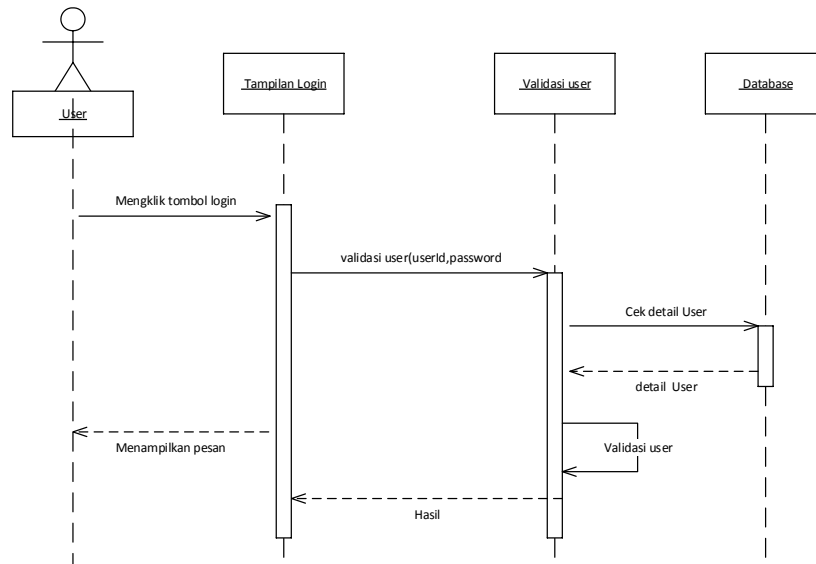 User
Tampilan Login
Validasi user
Database
Mengklik tombol login
validasi user(userId,password
Cek detail User
detail User
Menampilkan pesan
Validasi user
Hasil